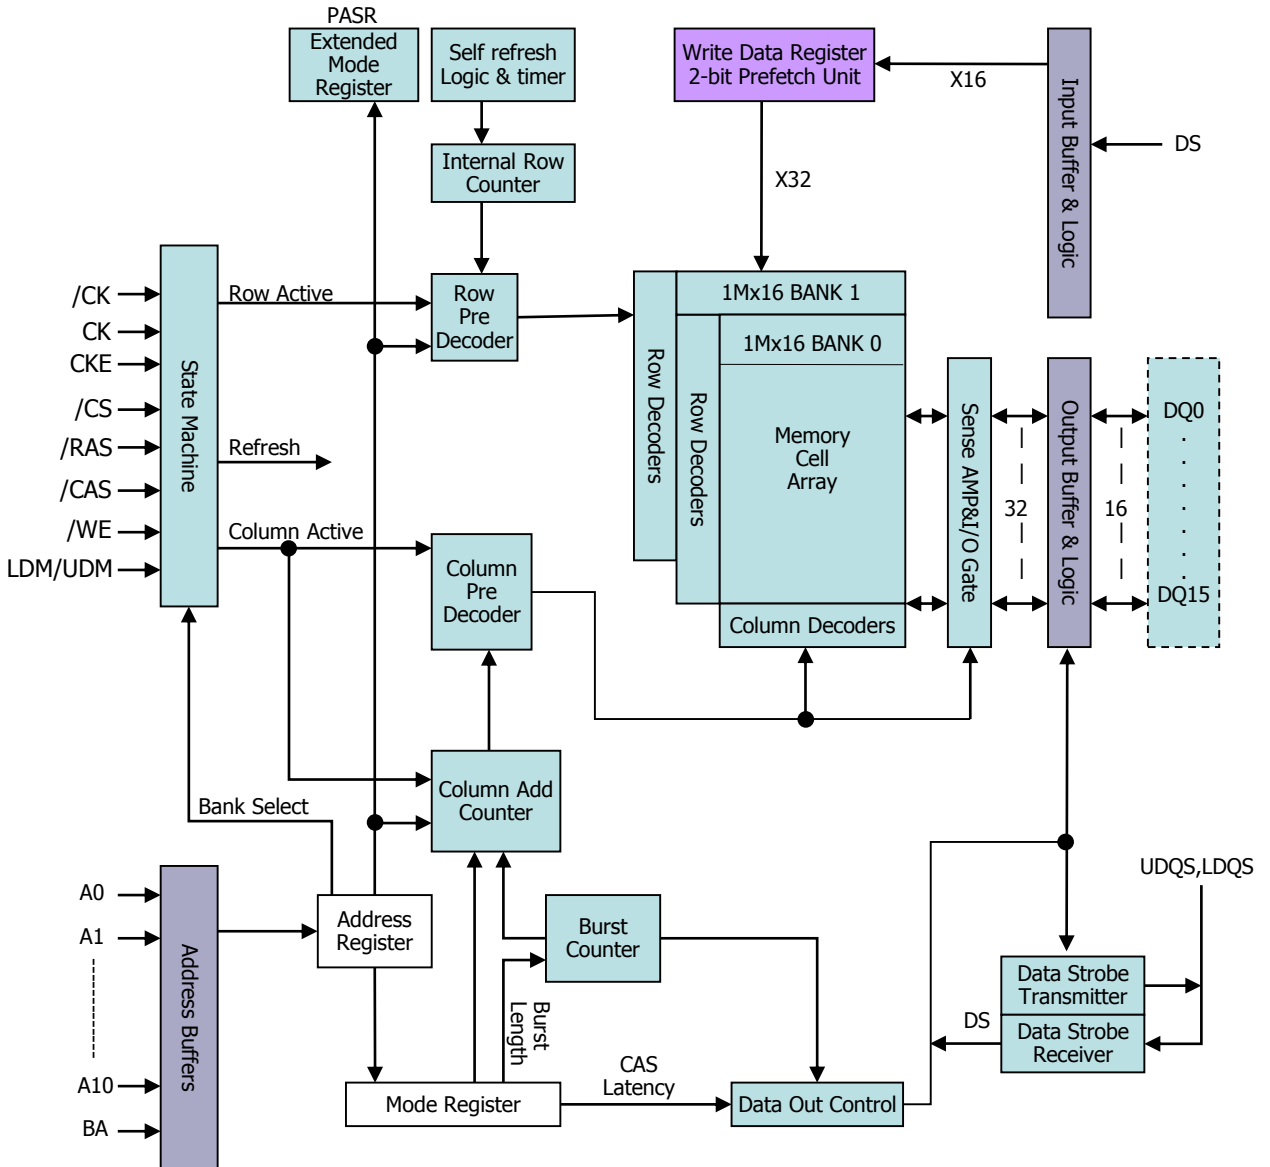 PASR
Extended
Mode
Register
Self refresh
Logic & timer
Write Data Register
2-bit Prefetch Unit
X16
Input Buffer & Logic
DS
Internal Row
Counter
X32
/CK
CK
CKE
/CS
/RAS
/CAS
/WE
LDM/UDM
State Machine
Row Active
Refresh
Column Active
Row
Pre
Decoder
Row Decoders
Row Decoders
1Mx16 BANK 1
1Mx16 BANK 0
Memory
Cell
Array
Column Decoders
Sense AMP&I/O Gate
32
Output Buffer & Logic
16
DQ0
DQ15
Column
Pre
Decoder
Bank Select
Column Add
Counter
A0
A1
A10
BA
Address Buffers
Address
Register
Burst
Counter
Burst
Length
UDQS,LDQS
Data Strobe
Transmitter
DS
Data Strobe
Receiver
Mode Register
CAS
Latency
Data Out Control